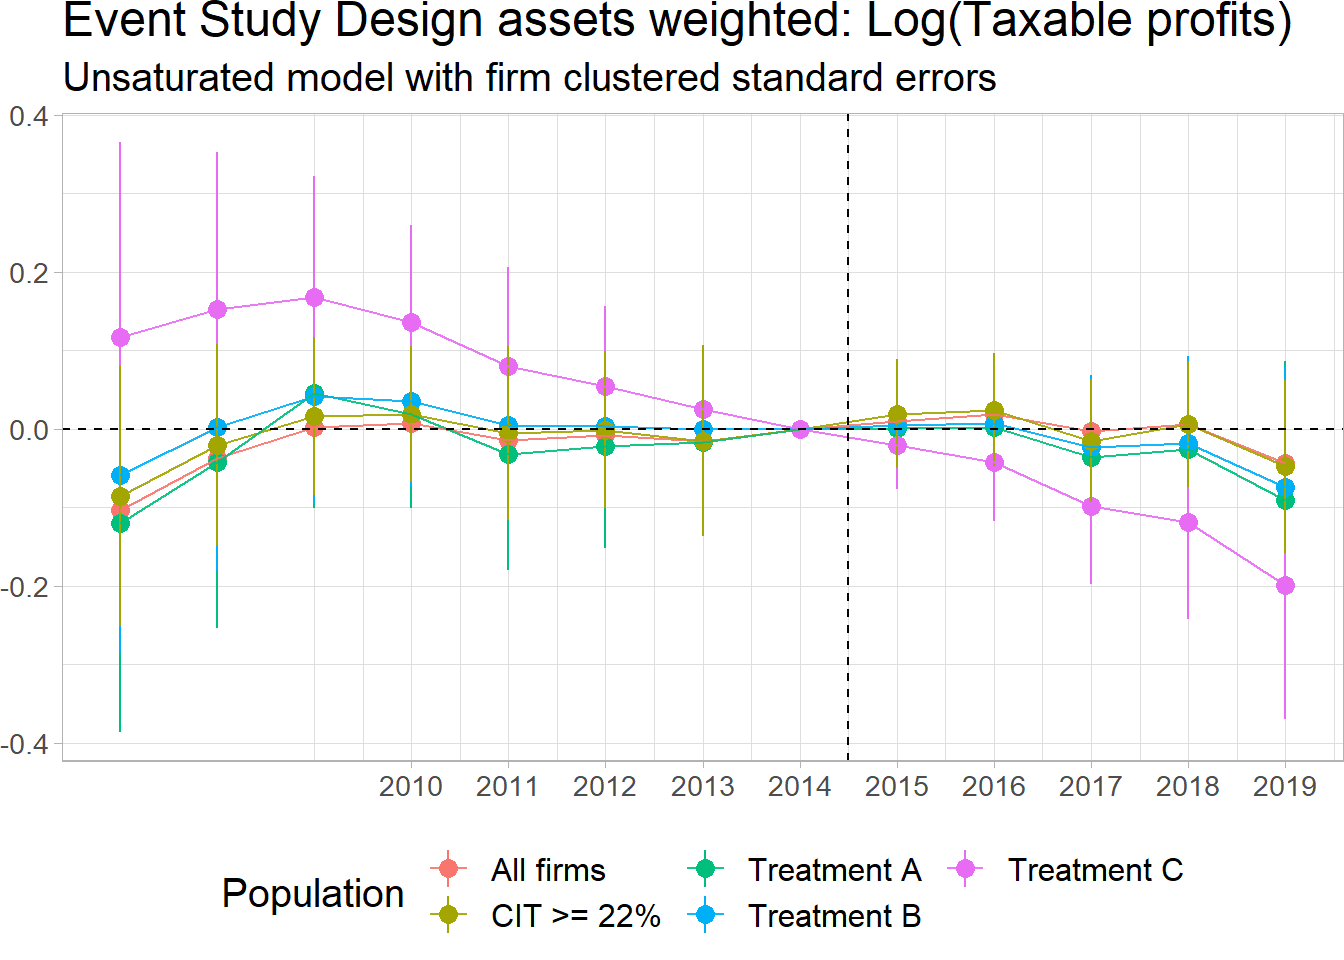 Event Study Design assets weighted: Log(Taxable profits)
Unsaturated model with firm clustered standard errors
0.4
0.2
0.0
-0.2
-0.4
2010 2011 2012 2013 2014 2015 2016 2017 2018 2019
Population
All firms Treatment A Treatment C
CIT >= 22% Treatment B